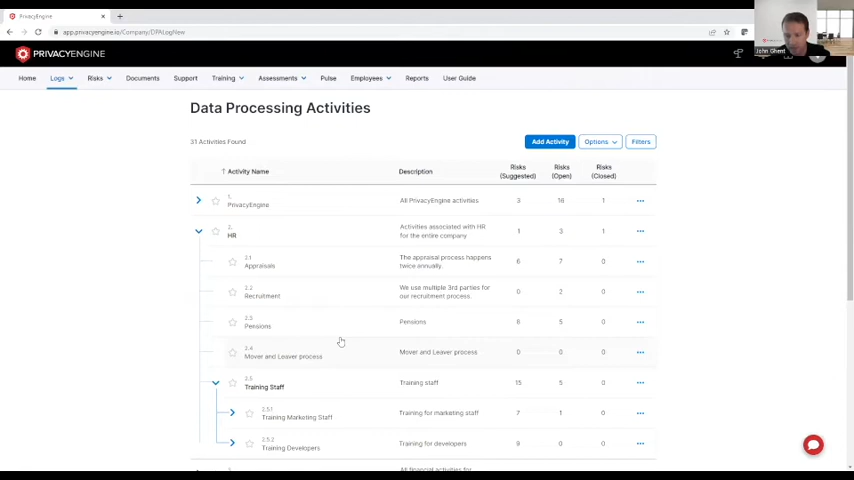 PrivacyEngine
app.privacyengine.io/Company/DPALogNew
John Ghent
PRIVACYENGINE
Home Logs Risks Documents Support Training Assessments Pulse Employees Reports User Guide
Data Processing Activities
31 Activities Found
Add Activity Options Filters
Activity Name Description Risks (Suggested) Risks (Open) Risks (Closed)
1.
PrivacyEngine All PrivacyEngine activities 3 16 1
2.
HR Activities associated with HR for the entire company 1 3 1
2.1
Appraisals The appraisal process happens twice annually. 6 7 0
2.2
Recruitment We use multiple 3rd parties for our recruitment process. 0 2 0
2.3
Pensions Pensions 6 5 0
2.4
Mover and Leaver process Mover and Leaver process 0 0 0
2.5
Training Staff Training staff 15 5 0
2.5.1
Training Marketing Staff Training for marketing staff 7 1 0
2.5.2
Training Developers Training for developers 9 0 0
All financial activities for